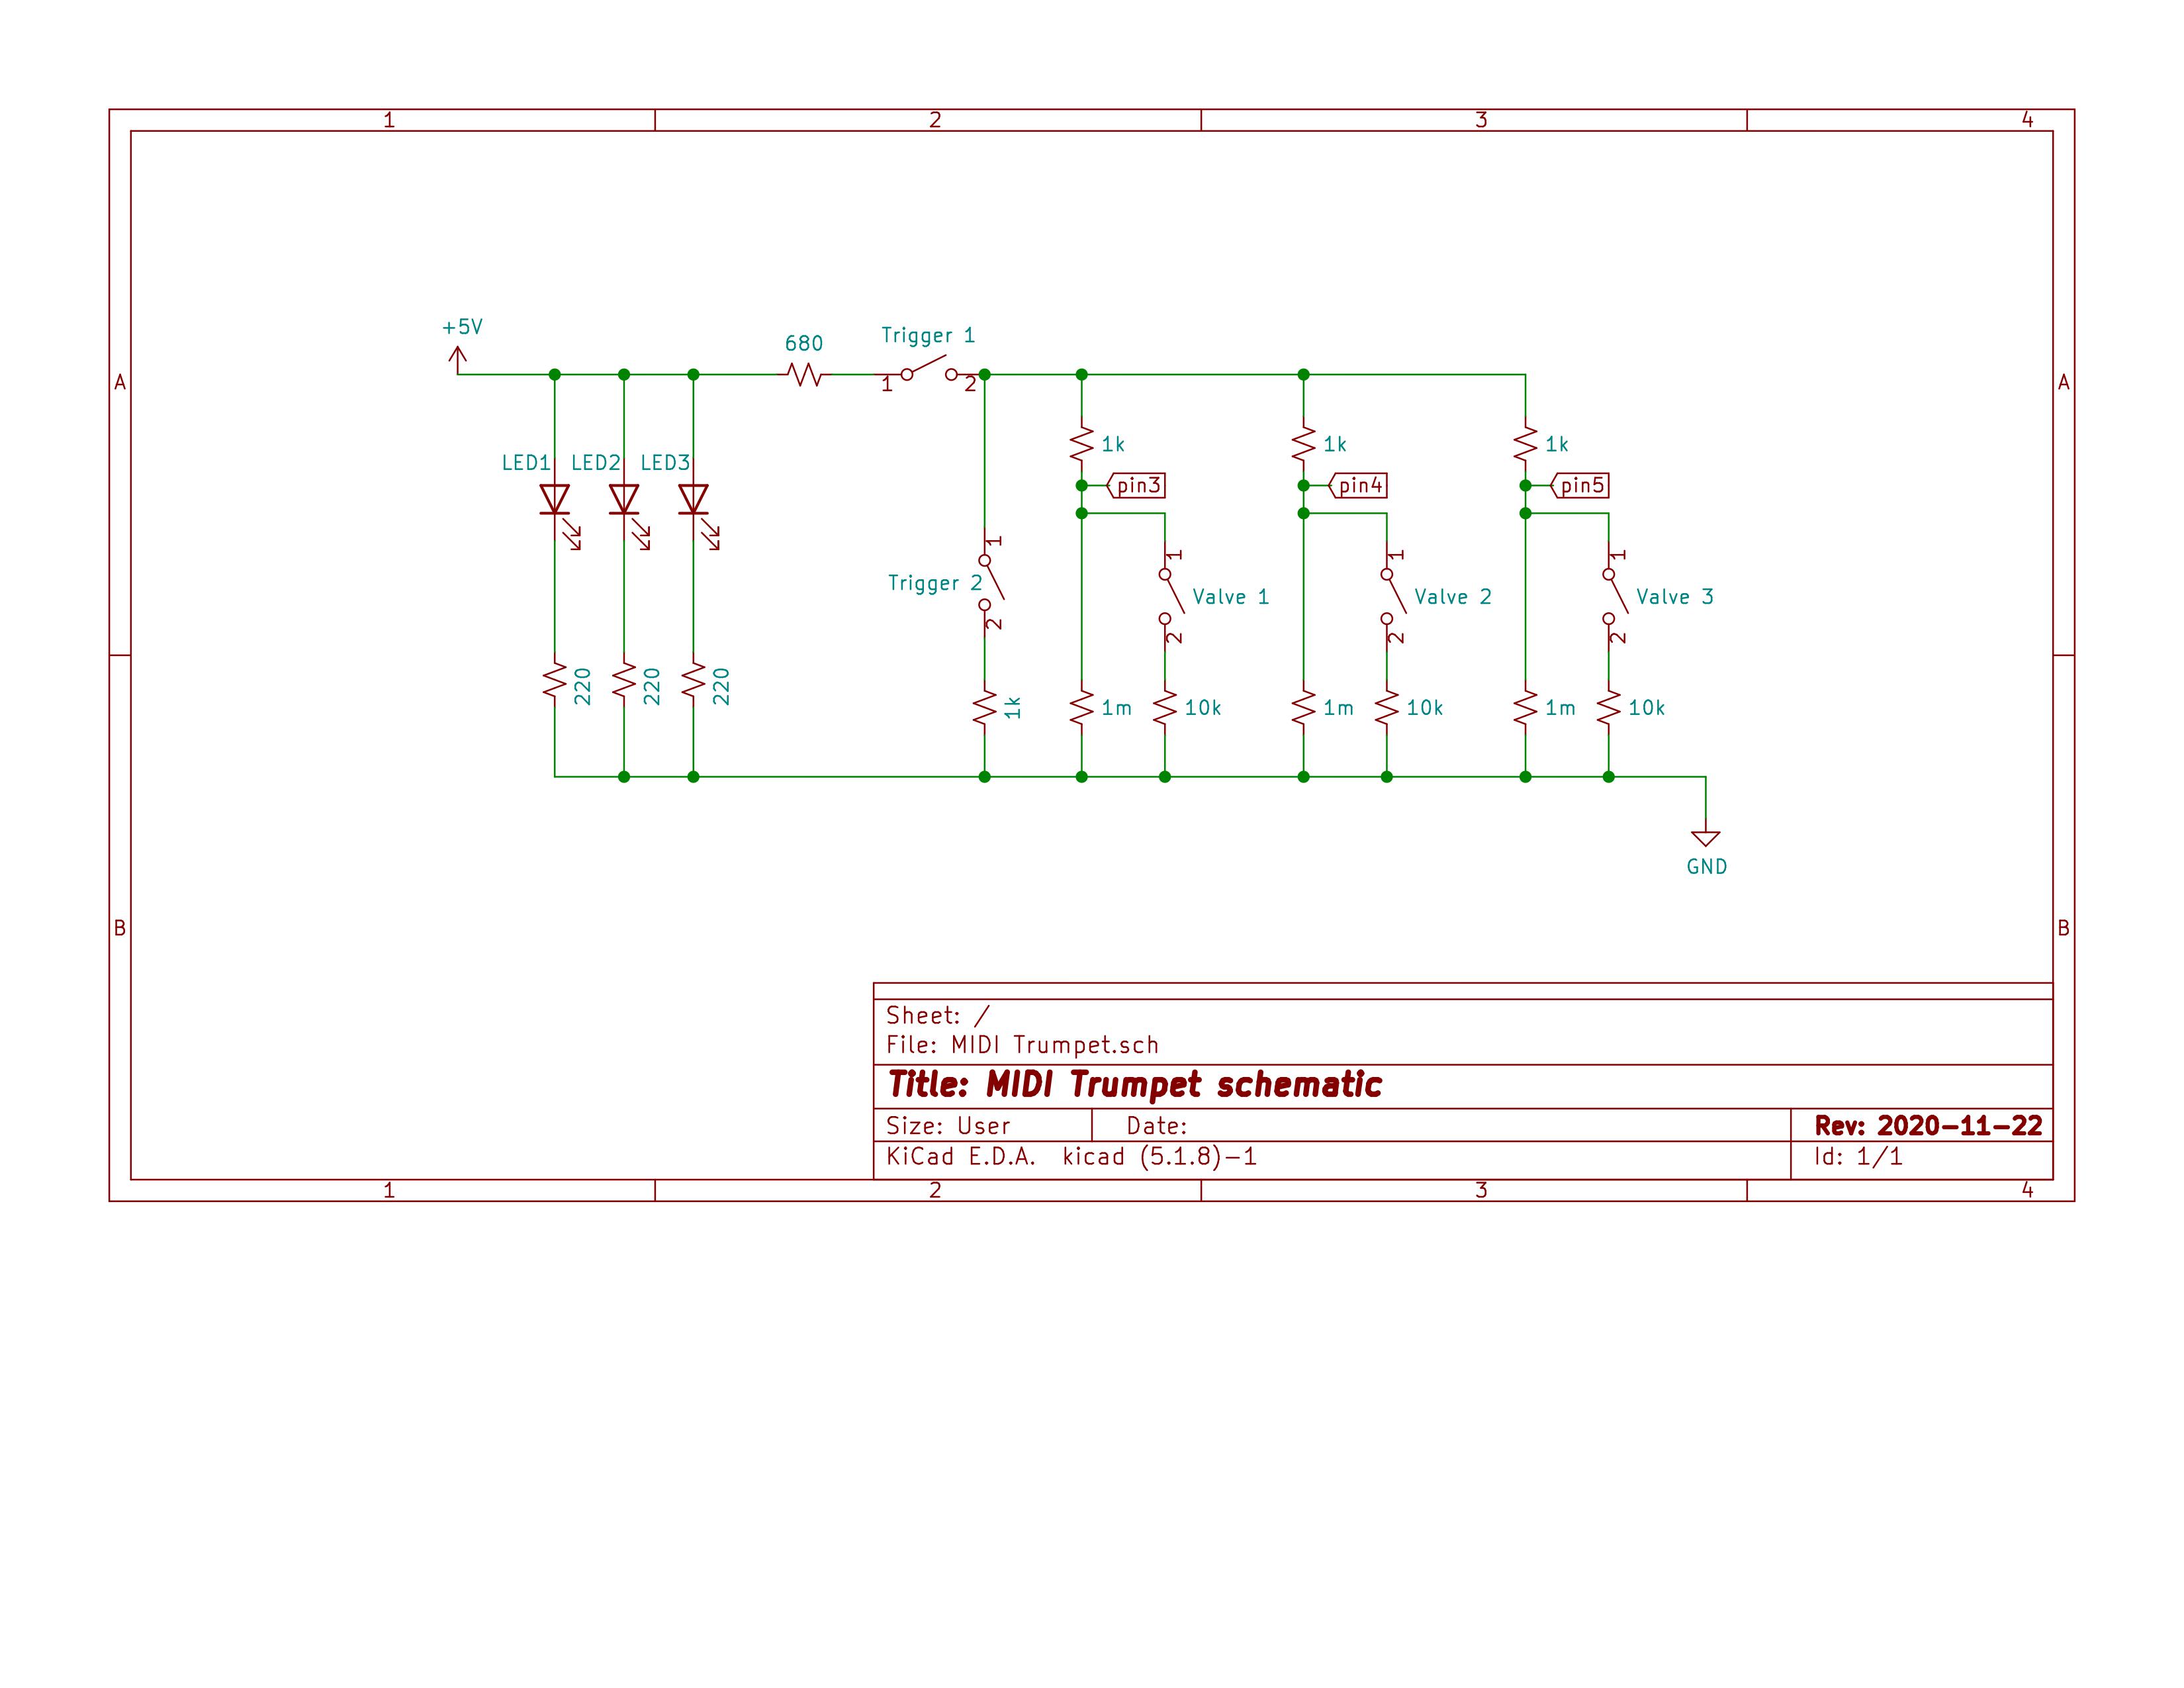 1 2 3 4
A A
+5V
680
Trigger 1
1 2
1k 1k 1k
LED1 LED2 LED3
pin3 pin4 pin5
1 1 1 1
Trigger 2
Valve 1 Valve 2 Valve 3
2 2 2 2
220 220 220
1k 1m 10k 1m 10k 1m 10k
GND
B B
Sheet: /
File: MIDI Trumpet.sch
Title: MIDI Trumpet schematic
Size: User Date: Rev: 2020-11-22
KiCad E.D.A. kicad (5.1.8)-1 Id: 1/1
1 2 3 4